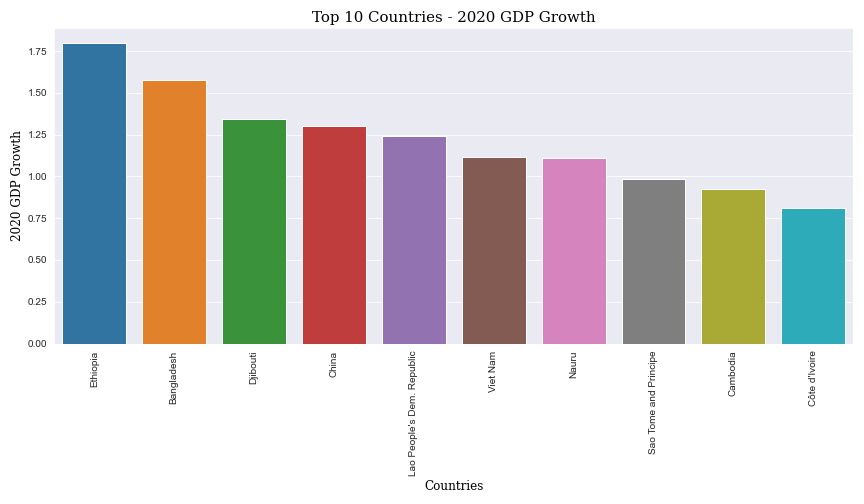 Top 10 Countries - 2020 GDP Growth
2020 GDP Growth
1.75
1.50
1.25
1.00
0.75
0.50
0.25
0.00
Ethiopia
Bangladesh
Djibouti
China
Lao People's Dem. Republic
Viet Nam
Nauru
Sao Tome and Principe
Cambodia
Côte d'Ivoire
Countries